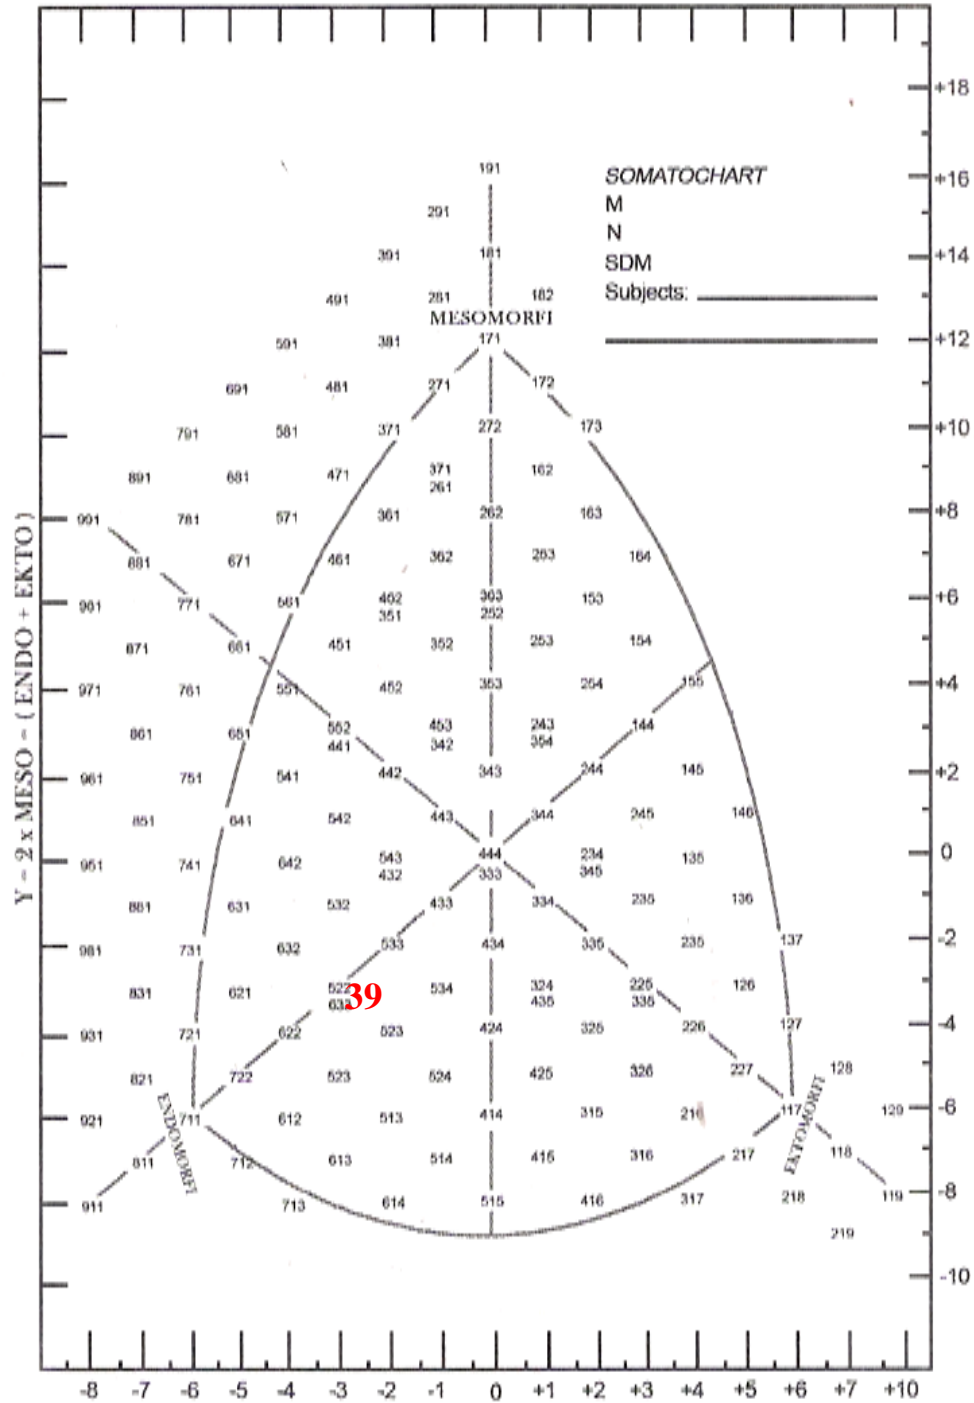 +18
191
SOMATOCHART
+16
M
291
N
391 181 +14
SDM
491 281 182 Subjects:
MESOMORFI
591 381 171 +12
691 481 271 172
791 581 371 272 173 +10
891 681 471 371 162
261
991 781 571 361 262 163 +8
881 671 461 362 263 164
981 771 561 462 363 153 +6
351 252
871 661 451 352 253 154
971 761 551 452 353 254 155 +4
861 651 552 453 243 144
441 342 354
961 751 541 442 343 244 145 +2
851 641 542 443 344 245 146
951 741 642 543 444 234 135 0
432 333 345
881 631 532 433 334 235 136
981 731 632 533 434 335 235 137 -2
831 621 522 39 534 324 225 126
632 435 335
931 721 622 523 424 325 226 127 -4
821 722 523 524 425 326 227 128
921 711 612 513 414 315 216 117 129 -6
ENDOMORFI EKTOMORFI
811 712 613 514 415 316 217 118
911 713 614 515 416 317 218 119 -8
219
-10
-8 -7 -6 -5 -4 -3 -2 -1 0 +1 +2 +3 +4 +5 +6 +7 +10
Y - 2 x MESO - ( ENDO + EKTO )